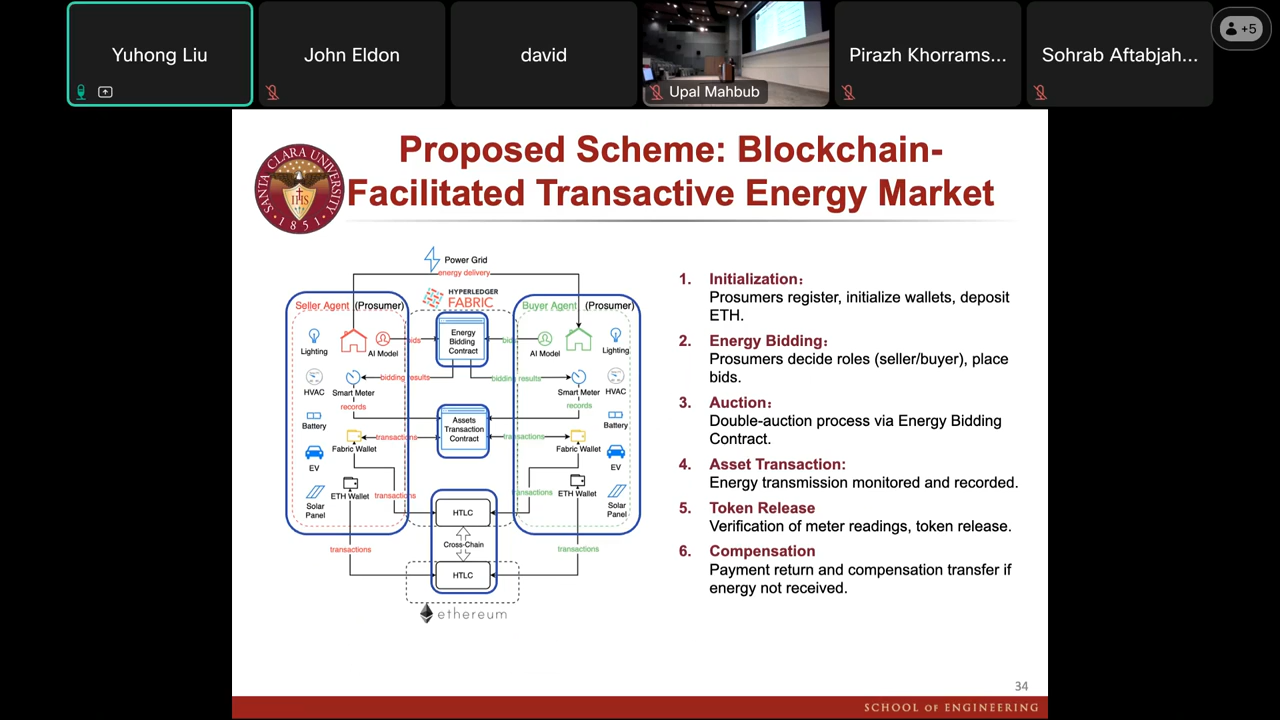 Yuhong Liu
John Eldon
david
Upal Mahbub
Pirazh Khorrams...
Sohrab Aftabjah...
+5
SANTA CLARA UNIVERSITY
1851
IHS
Proposed Scheme: Blockchain-
Facilitated Transactive Energy Market
Power Grid
energy delivery
HYPERLEDGER
FABRIC
Seller Agent (Prosumer)
Buyer Agent (Prosumer)
Lighting
AI Model
bids
Energy
Bidding
Contract
bids
AI Model
Lighting
HVAC
Smart Meter
bidding results
bidding results
Smart Meter
HVAC
records
records
Battery
Fabric Wallet
transactions
Assets
Transaction
Contract
transactions
Fabric Wallet
Battery
EV
EV
ETH Wallet
transactions
transactions
ETH Wallet
Solar
Panel
HTLC
Solar
Panel
Cross-Chain
transactions
transactions
HTLC
ethereum
1. Initialization:
Prosumers register, initialize wallets, deposit
ETH.
2. Energy Bidding:
Prosumers decide roles (seller/buyer), place
bids.
3. Auction:
Double-auction process via Energy Bidding
Contract.
4. Asset Transaction:
Energy transmission monitored and recorded.
5. Token Release
Verification of meter readings, token release.
6. Compensation
Payment return and compensation transfer if
energy not received.
34
SCHOOL OF ENGINEERING